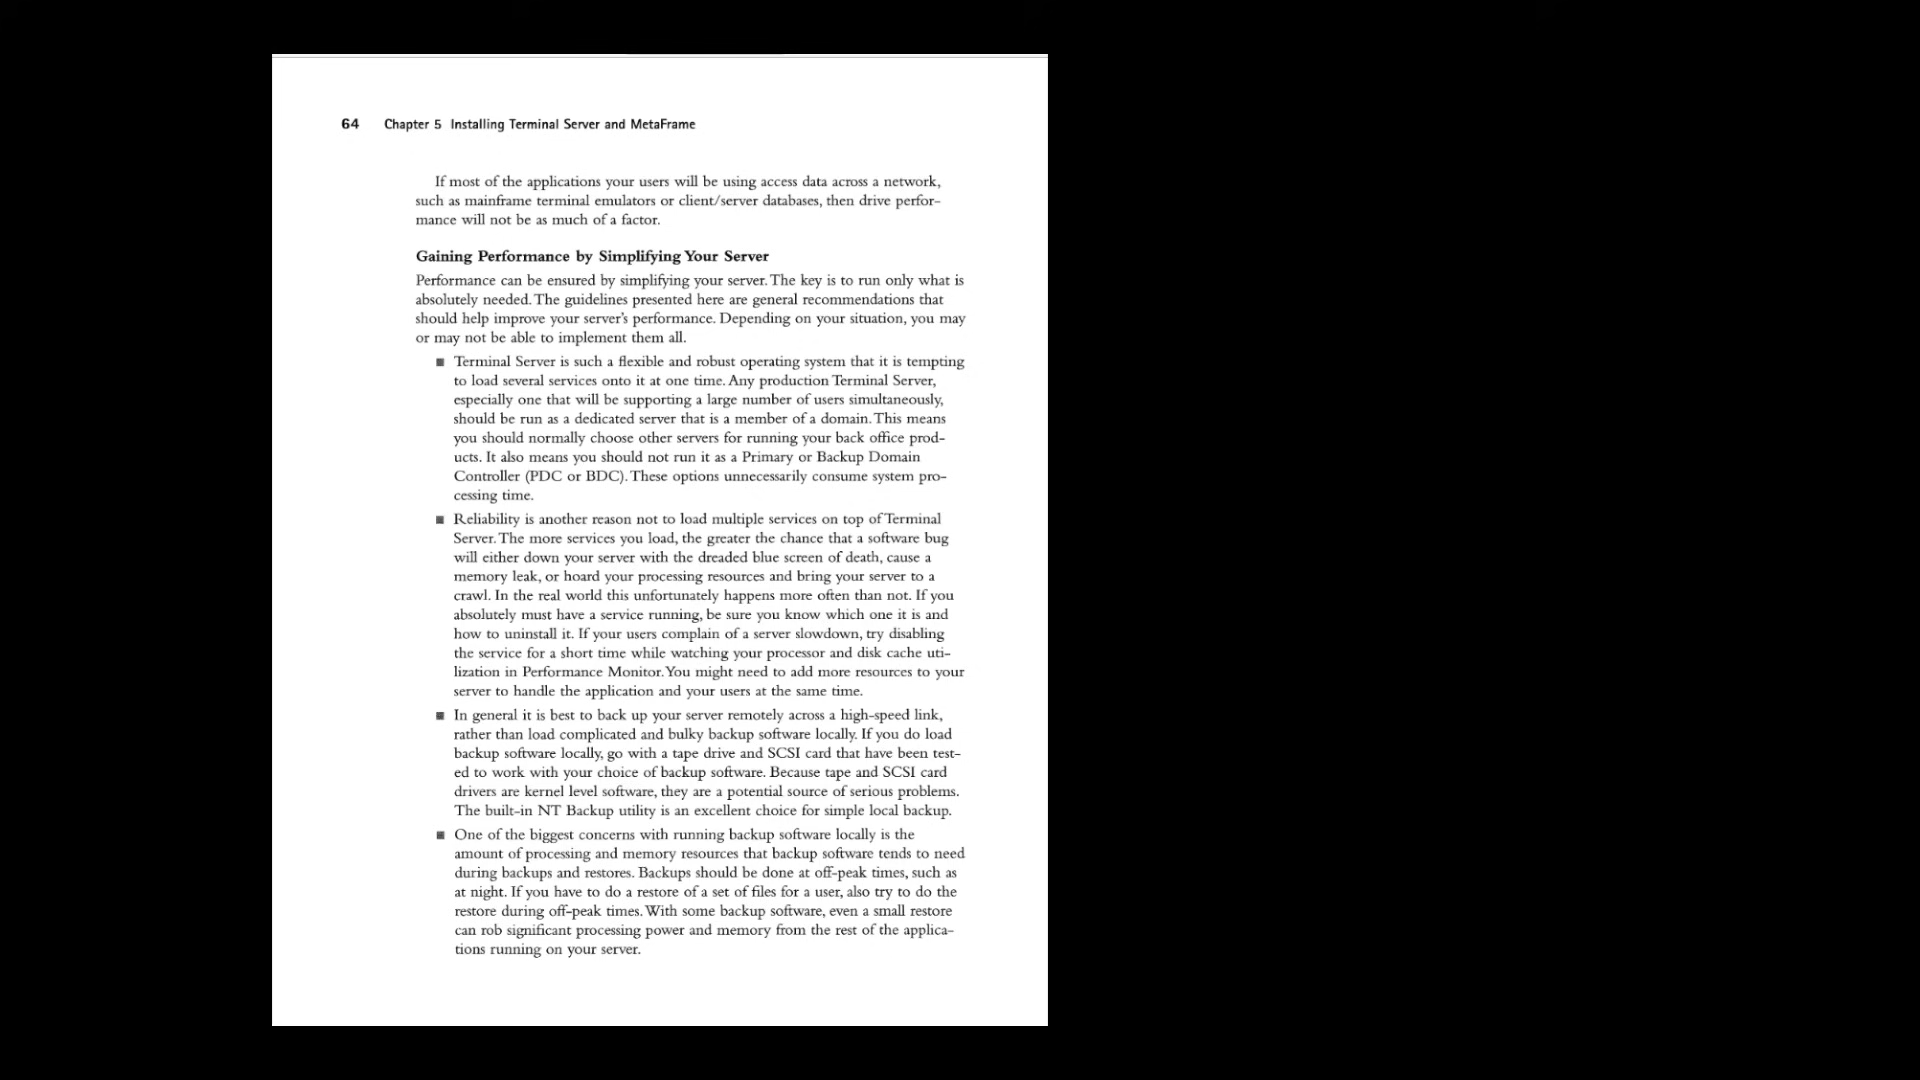 64 Chapter 5 Installing Terminal Server and MetaFrame
If most of the applications your users will be using access data across a network,
such as mainframe terminal emulators or client/server databases, then drive perfor-
mance will not be as much of a factor.
Gaining Performance by Simplifying Your Server
Performance can be ensured by simplifying your server. The key is to run only what is
absolutely needed. The guidelines presented here are general recommendations that
should help improve your server's performance. Depending on your situation, you may
or may not be able to implement them all.
■ Terminal Server is such a flexible and robust operating system that it is tempting
to load several services onto it at one time. Any production Terminal Server,
especially one that will be supporting a large number of users simultaneously,
should be run as a dedicated server that is a member of a domain. This means
you should normally choose other servers for running your back office prod-
ucts. It also means you should not run it as a Primary or Backup Domain
Controller (PDC or BDC). These options unnecessarily consume system pro-
cessing time.
■ Reliability is another reason not to load multiple services on top of Terminal
Server. The more services you load, the greater the chance that a software bug
will either down your server with the dreaded blue screen of death, cause a
memory leak, or hoard your processing resources and bring your server to a
crawl. In the real world this unfortunately happens more often than not. If you
absolutely must have a service running, be sure you know which one it is and
how to uninstall it. If your users complain of a server slowdown, try disabling
the service for a short time while watching your processor and disk cache uti-
lization in Performance Monitor. You might need to add more resources to your
server to handle the application and your users at the same time.
■ In general it is best to back up your server remotely across a high-speed link,
rather than load complicated and bulky backup software locally. If you do load
backup software locally, go with a tape drive and SCSI card that have been test-
ed to work with your choice of backup software. Because tape and SCSI card
drivers are kernel level software, they are a potential source of serious problems.
The built-in NT Backup utility is an excellent choice for simple local backup.
■ One of the biggest concerns with running backup software locally is the
amount of processing and memory resources that backup software tends to need
during backups and restores. Backups should be done at off-peak times, such as
at night. If you have to do a restore of a set of files for a user, also try to do the
restore during off-peak times. With some backup software, even a small restore
can rob significant processing power and memory from the rest of the applica-
tions running on your server.